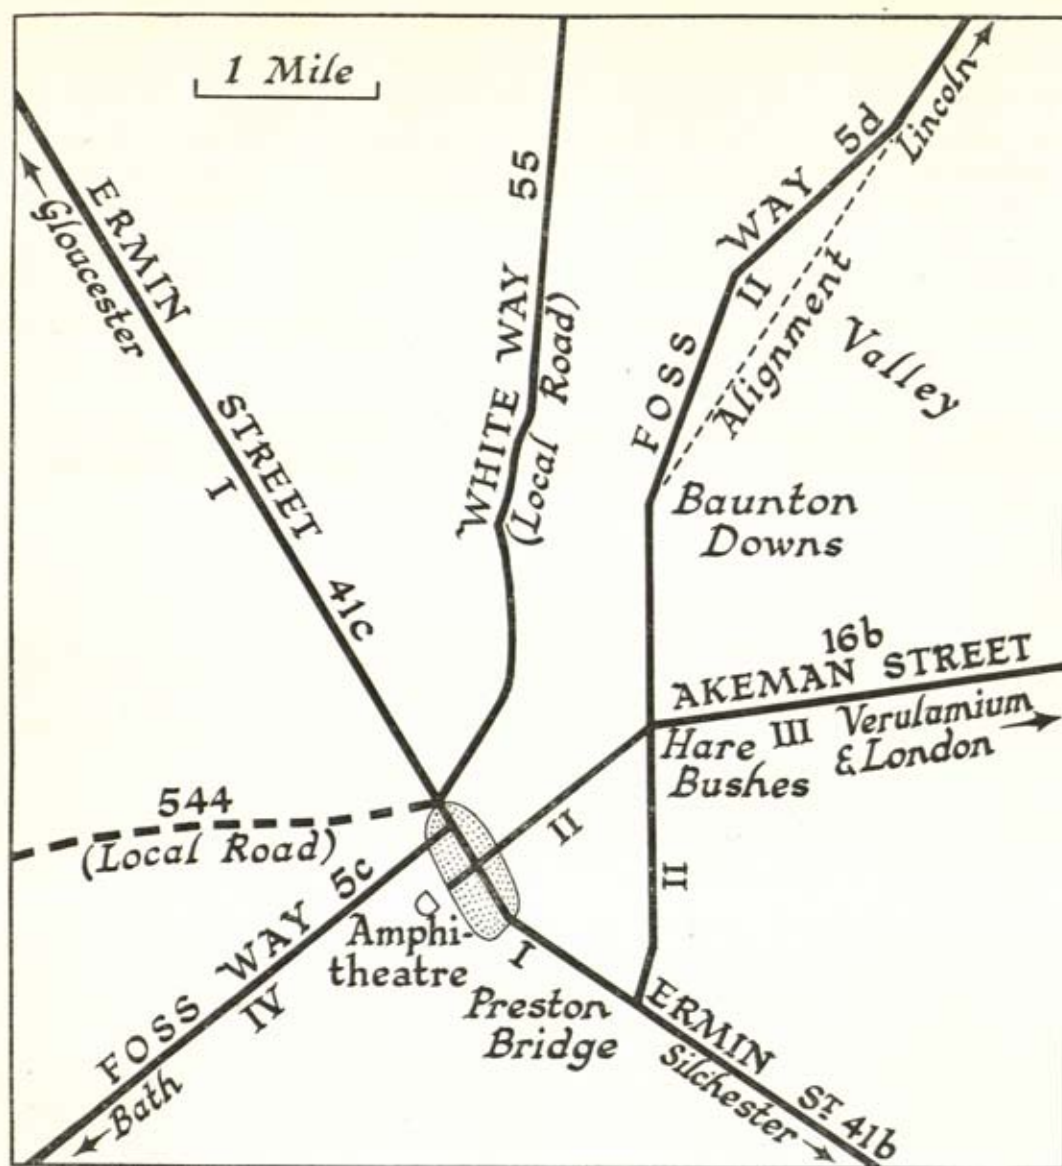 1 Mile
ERMIN STREET 41c
I
Gloucester
WHITE WAY 55
(Local Road)
FOSS WAY 5d
II
Lincoln
Alignment
Valley
Baunton
Downs
16b
AKEMAN STREET
III
Verulamium
& London
Hare
Bushes
II
II
544
(Local Road)
FOSS WAY 5c
IV
Bath
Amphi-
theatre
I
Preston
Bridge
ERMIN ST 41b
Silchester